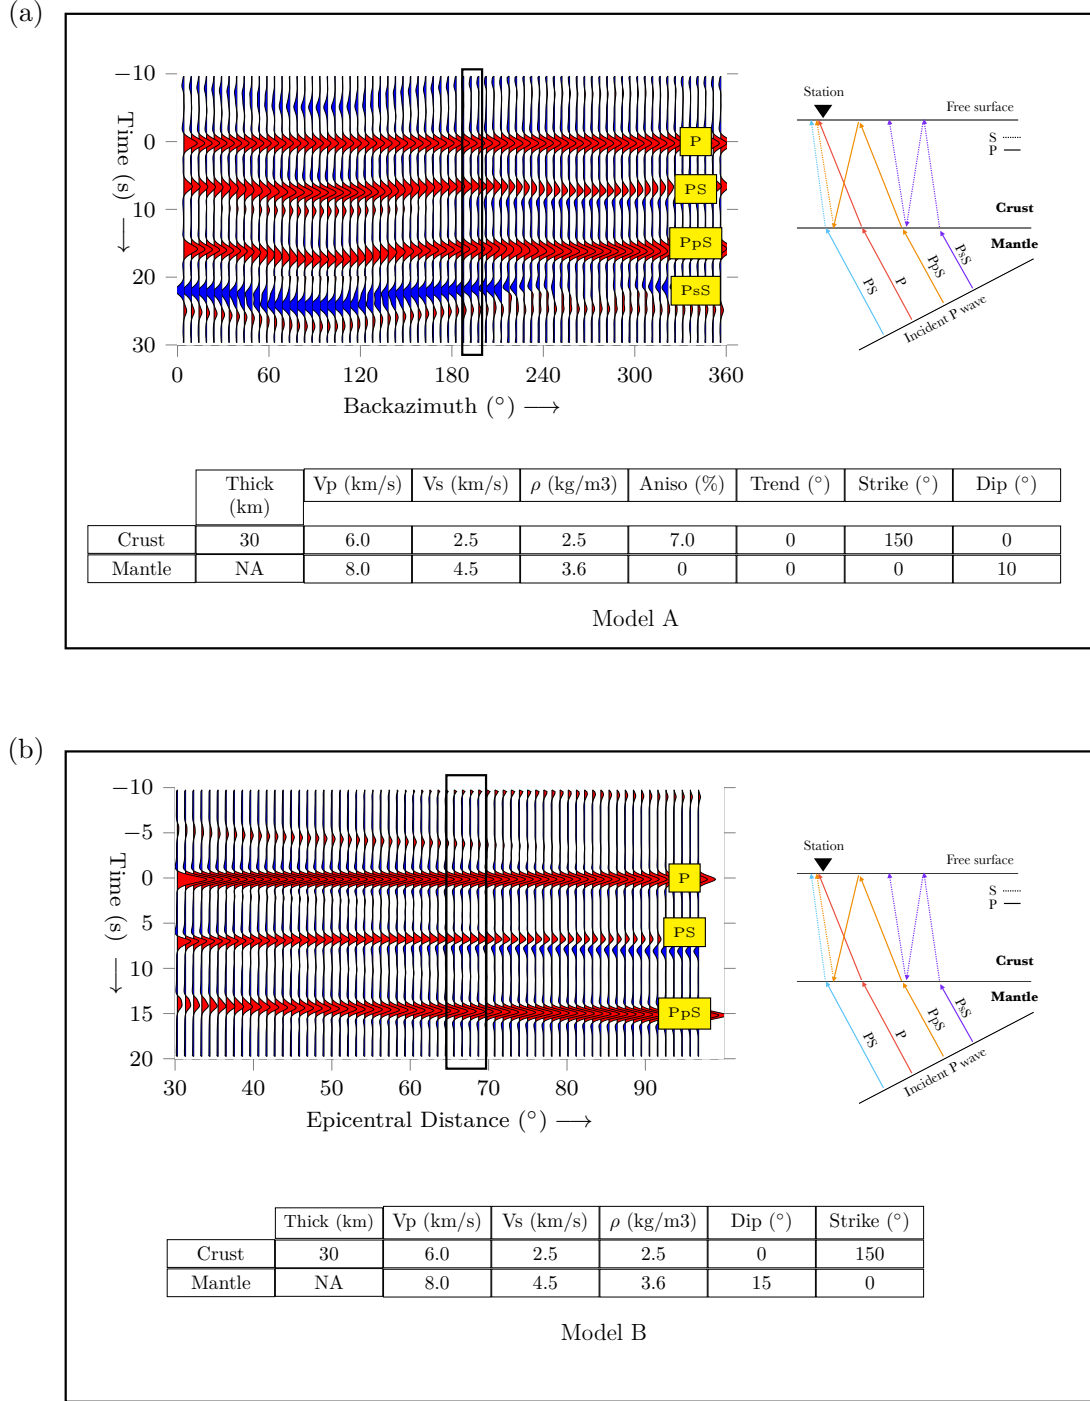 (a)
−10
0
10
20
30
Time (s) ⟶
P
PS
PpS
PsS
0 60 120 180 240 300 360
Backazimuth (°) ⟶
Station
Free surface
S
P
Crust
Mantle
PS
P
PpS
PsS
Incident P wave
Thick (km) Vp (km/s) Vs (km/s) ρ (kg/m3) Aniso (%) Trend (°) Strike (°) Dip (°)
Crust 30 6.0 2.5 2.5 7.0 0 150 0
Mantle NA 8.0 4.5 3.6 0 0 0 10
Model A
(b)
−10
−5
0
5
10
15
20
Time (s) ⟶
P
PS
PpS
30 40 50 60 70 80 90
Epicentral Distance (°) ⟶
Station
Free surface
S
P
Crust
Mantle
PS
P
PpS
PsS
Incident P wave
Thick (km) Vp (km/s) Vs (km/s) ρ (kg/m3) Dip (°) Strike (°)
Crust 30 6.0 2.5 2.5 0 150
Mantle NA 8.0 4.5 3.6 15 0
Model B